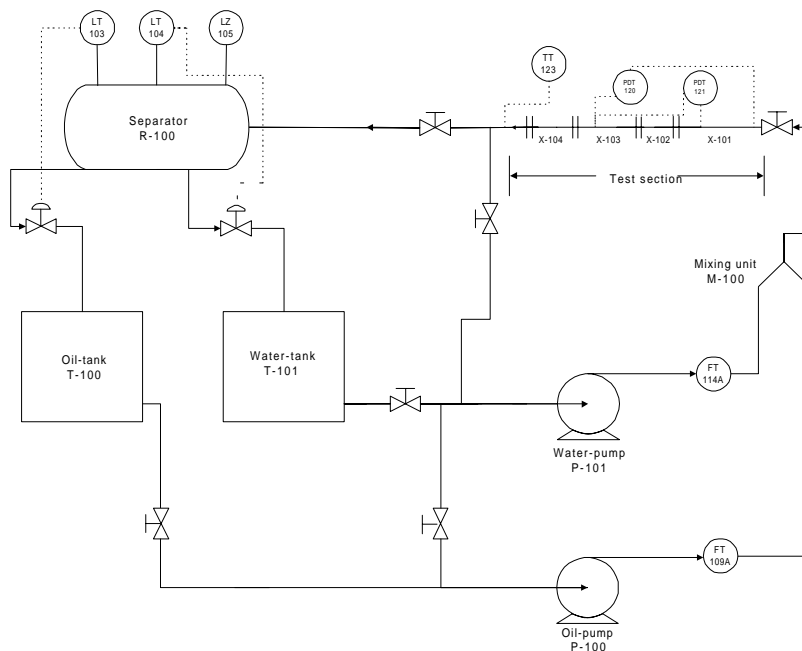 LT
103
LT
104
LZ
105
TT
123
PDT
120
PDT
121
Separator
R-100
X-104
X-103
X-102
X-101
Test section
Mixing unit
M-100
Oil-tank
T-100
Water-tank
T-101
FT
114A
Water-pump
P-101
FT
109A
Oil-pump
P-100